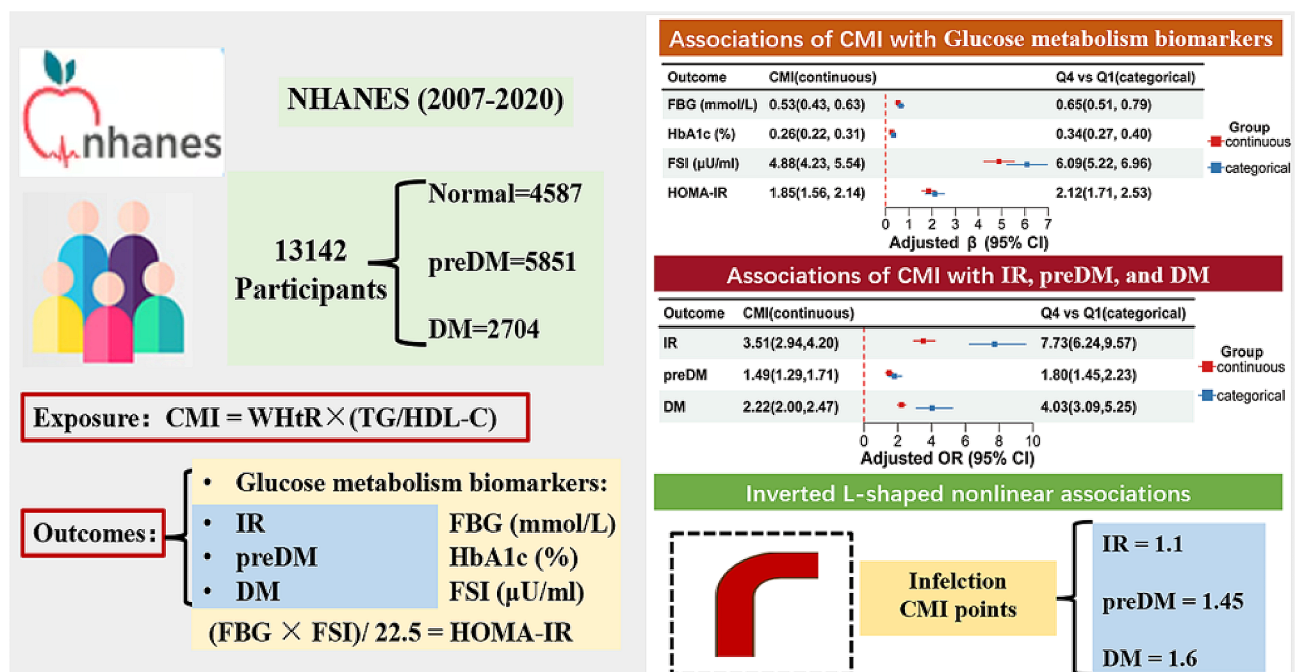 nhanes
NHANES (2007-2020)
13142
Participants
Normal=4587
preDM=5851
DM=2704
Exposure: CMI = WHtR×(TG/HDL-C)
Outcomes:
• Glucose metabolism biomarkers:
• IR FBG (mmol/L)
• preDM HbA1c (%)
• DM FSI (μU/ml)
(FBG × FSI)/ 22.5 = HOMA-IR
Associations of CMI with Glucose metabolism biomarkers
Outcome CMI(continuous) Q4 vs Q1(categorical)
FBG (mmol/L) 0.53(0.43, 0.63) 0.65(0.51, 0.79)
HbA1c (%) 0.26(0.22, 0.31) 0.34(0.27, 0.40)
FSI (μU/ml) 4.88(4.23, 5.54) 6.09(5.22, 6.96)
HOMA-IR 1.85(1.56, 2.14) 2.12(1.71, 2.53)
0 1 2 3 4 5 6 7
Adjusted β (95% CI)
Group
continuous
categorical
Associations of CMI with IR, preDM, and DM
Outcome CMI(continuous) Q4 vs Q1(categorical)
IR 3.51(2.94,4.20) 7.73(6.24,9.57)
preDM 1.49(1.29,1.71) 1.80(1.45,2.23)
DM 2.22(2.00,2.47) 4.03(3.09,5.25)
0 2 4 6 8 10
Adjusted OR (95% CI)
Group
continuous
categorical
Inverted L-shaped nonlinear associations
Infelction
CMI points
IR = 1.1
preDM = 1.45
DM = 1.6